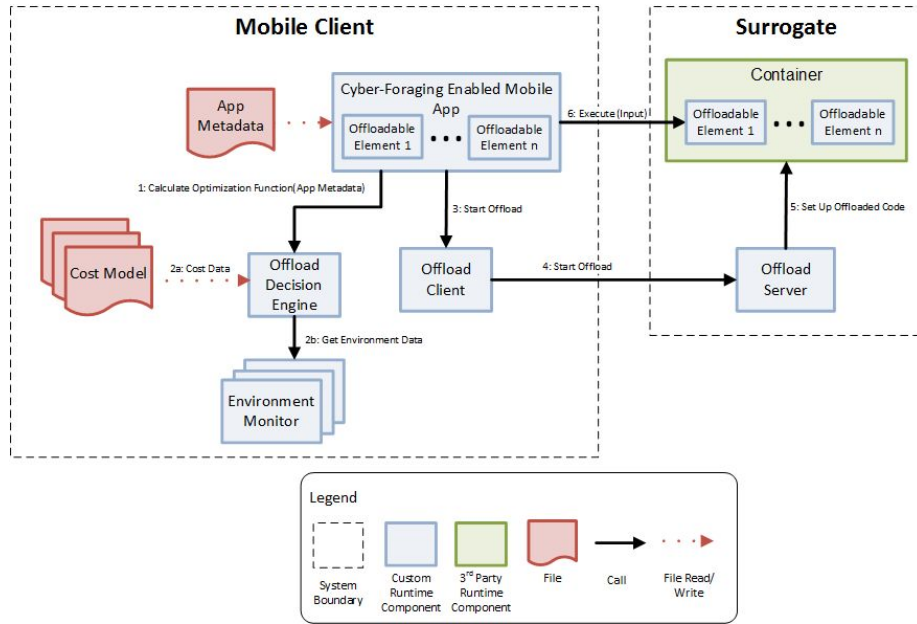 Mobile Client
Surrogate
Cyber-Foraging Enabled Mobile
App
Offloadable
Element 1
Offloadable
Element n
App
Metadata
6: Execute (Input)
Container
Offloadable
Element 1
Offloadable
Element n
1: Calculate Optimization Function(App Metadata)
3: Start Offload
5: Set Up Offloaded Code
Cost Model
2a: Cost Data
Offload
Decision
Engine
Offload
Client
4: Start Offload
Offload
Server
2b: Get Environment Data
Environment
Monitor
Legend
System
Boundary
Custom
Runtime
Component
3rd Party
Runtime
Component
File
Call
File Read/
Write